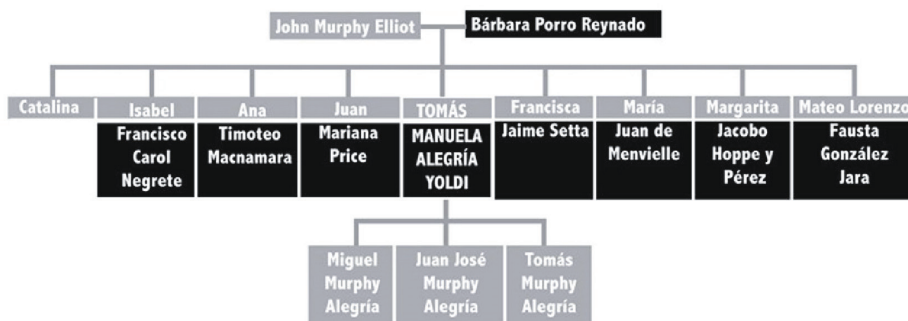 John Murphy Elliot
Bárbara Porro Reynado
Catalina
Isabel
Francisco
Carol
Negrete
Ana
Timoteo
Macnamara
Juan
Mariana
Price
TOMÁS
MANUELA
ALEGRÍA
YOLDI
Francisca
Jaime Setta
María
Juan de
Menvielle
Margarita
Jacobo
Hoppe y
Pérez
Mateo Lorenzo
Fausta
González
Jara
Miguel
Murphy
Alegría
Juan José
Murphy
Alegría
Tomás
Murphy
Alegría